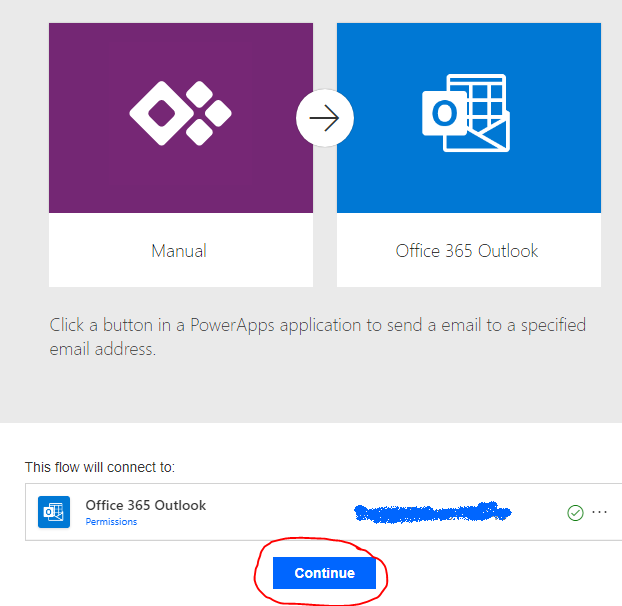 Manual
Office 365 Outlook
Click a button in a PowerApps application to send a email to a specified
email address.
This flow will connect to:
Office 365 Outlook
Permissions
Continue